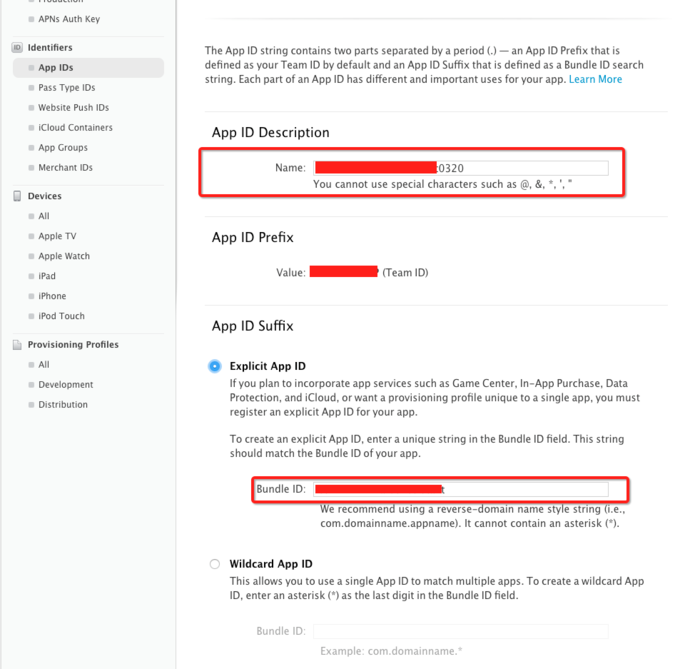 Production
APNs Auth Key
ID Identifiers
App IDs
Pass Type IDs
Website Push IDs
iCloud Containers
App Groups
Merchant IDs
Devices
All
Apple TV
Apple Watch
iPad
iPhone
iPod Touch
Provisioning Profiles
All
Development
Distribution
The App ID string contains two parts separated by a period (.) — an App ID Prefix that is
defined as your Team ID by default and an App ID Suffix that is defined as a Bundle ID search
string. Each part of an App ID has different and important uses for your app. Learn More
App ID Description
Name: 0320
You cannot use special characters such as @, &, *, ', "
App ID Prefix
Value: (Team ID)
App ID Suffix
Explicit App ID
If you plan to incorporate app services such as Game Center, In-App Purchase, Data
Protection, and iCloud, or want a provisioning profile unique to a single app, you must
register an explicit App ID for your app.
To create an explicit App ID, enter a unique string in the Bundle ID field. This string
should match the Bundle ID of your app.
Bundle ID: t
We recommend using a reverse-domain name style string (i.e.,
com.domainname.appname). It cannot contain an asterisk (*).
Wildcard App ID
This allows you to use a single App ID to match multiple apps. To create a wildcard App
ID, enter an asterisk (*) as the last digit in the Bundle ID field.
Bundle ID:
Example: com.domainname.*